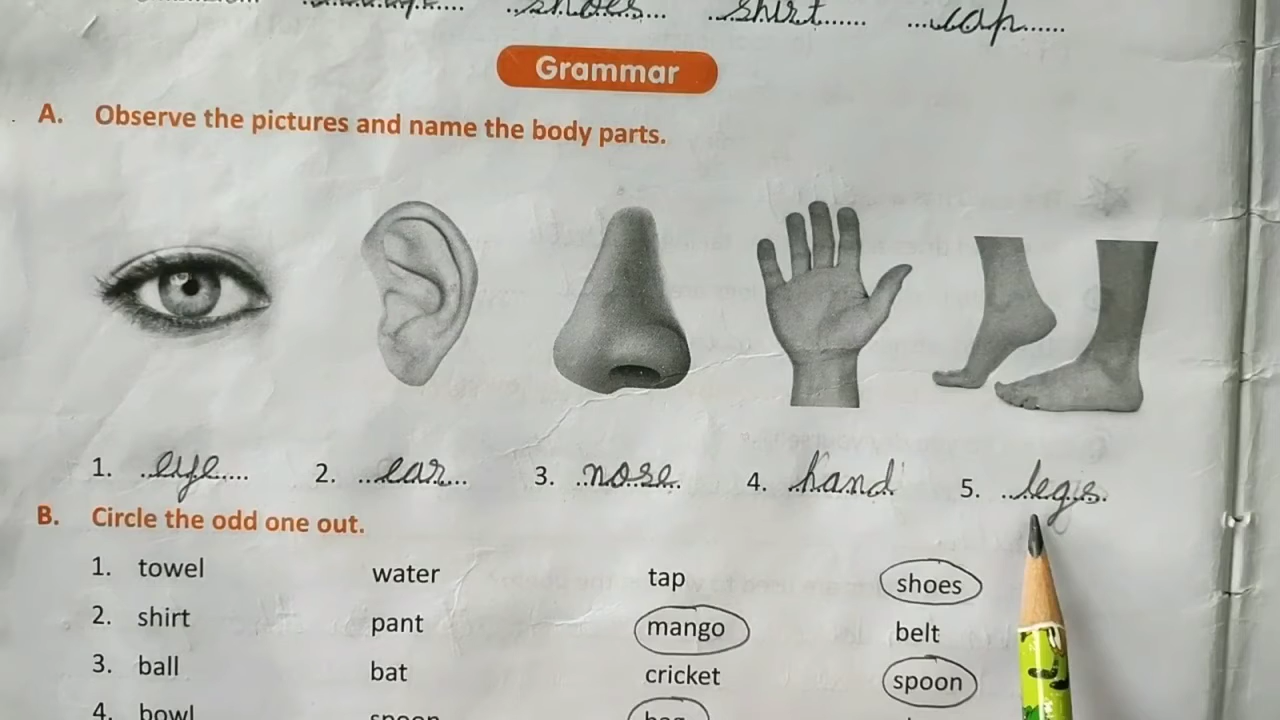 shoes shirt cap
Grammar
A. Observe the pictures and name the body parts.
1. eye 2. ear 3. nose 4. hand 5. legs
B. Circle the odd one out.
1. towel water tap shoes
2. shirt pant mango belt
3. ball bat cricket spoon
4. bowl spoon